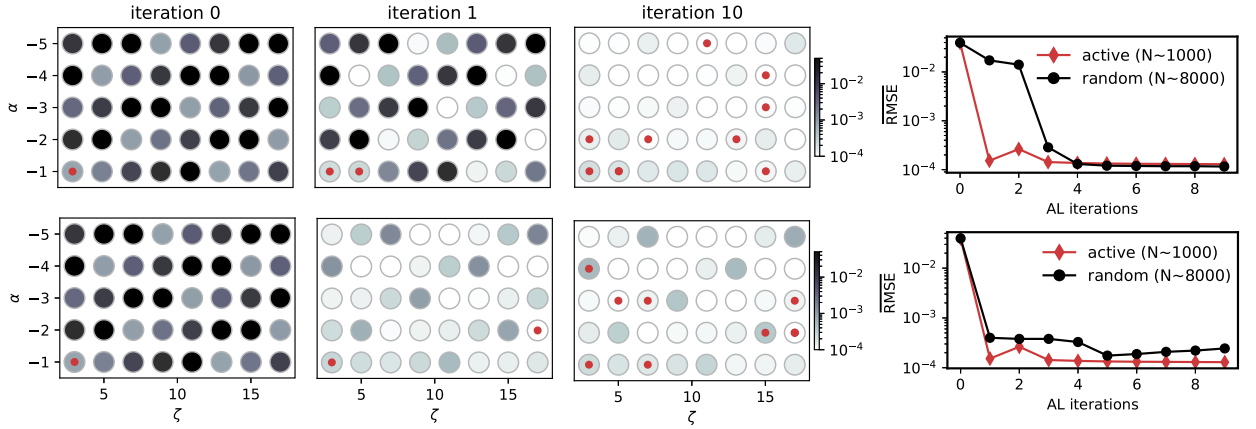 iteration 0
iteration 1
iteration 10
−5
−4
−3
−2
−1
α
10⁻²
10⁻³
10⁻⁴
10⁻²
10⁻³
10⁻⁴
RMSE
active (N~1000)
random (N~8000)
0 2 4 6 8
AL iterations
−5
−4
−3
−2
−1
α
5 10 15
ζ
5 10 15
ζ
5 10 15
ζ
10⁻²
10⁻³
10⁻⁴
10⁻²
10⁻³
10⁻⁴
RMSE
active (N~1000)
random (N~8000)
0 2 4 6 8
AL iterations